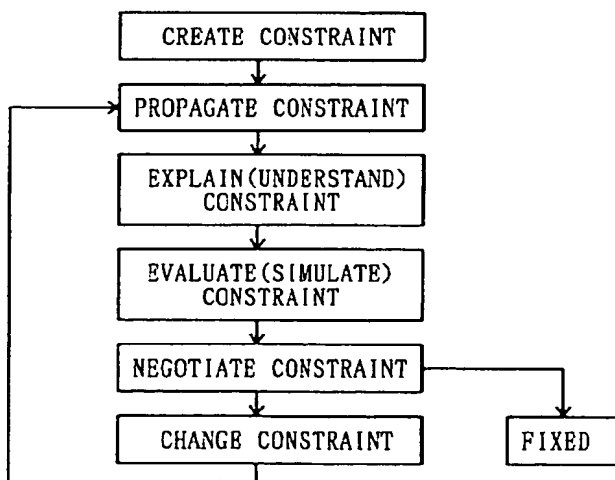 CREATE CONSTRAINT
PROPAGATE CONSTRAINT
EXPLAIN(UNDERSTAND)
CONSTRAINT
EVALUATE(SIMULATE)
CONSTRAINT
NEGOTIATE CONSTRAINT
CHANGE CONSTRAINT
FIXED